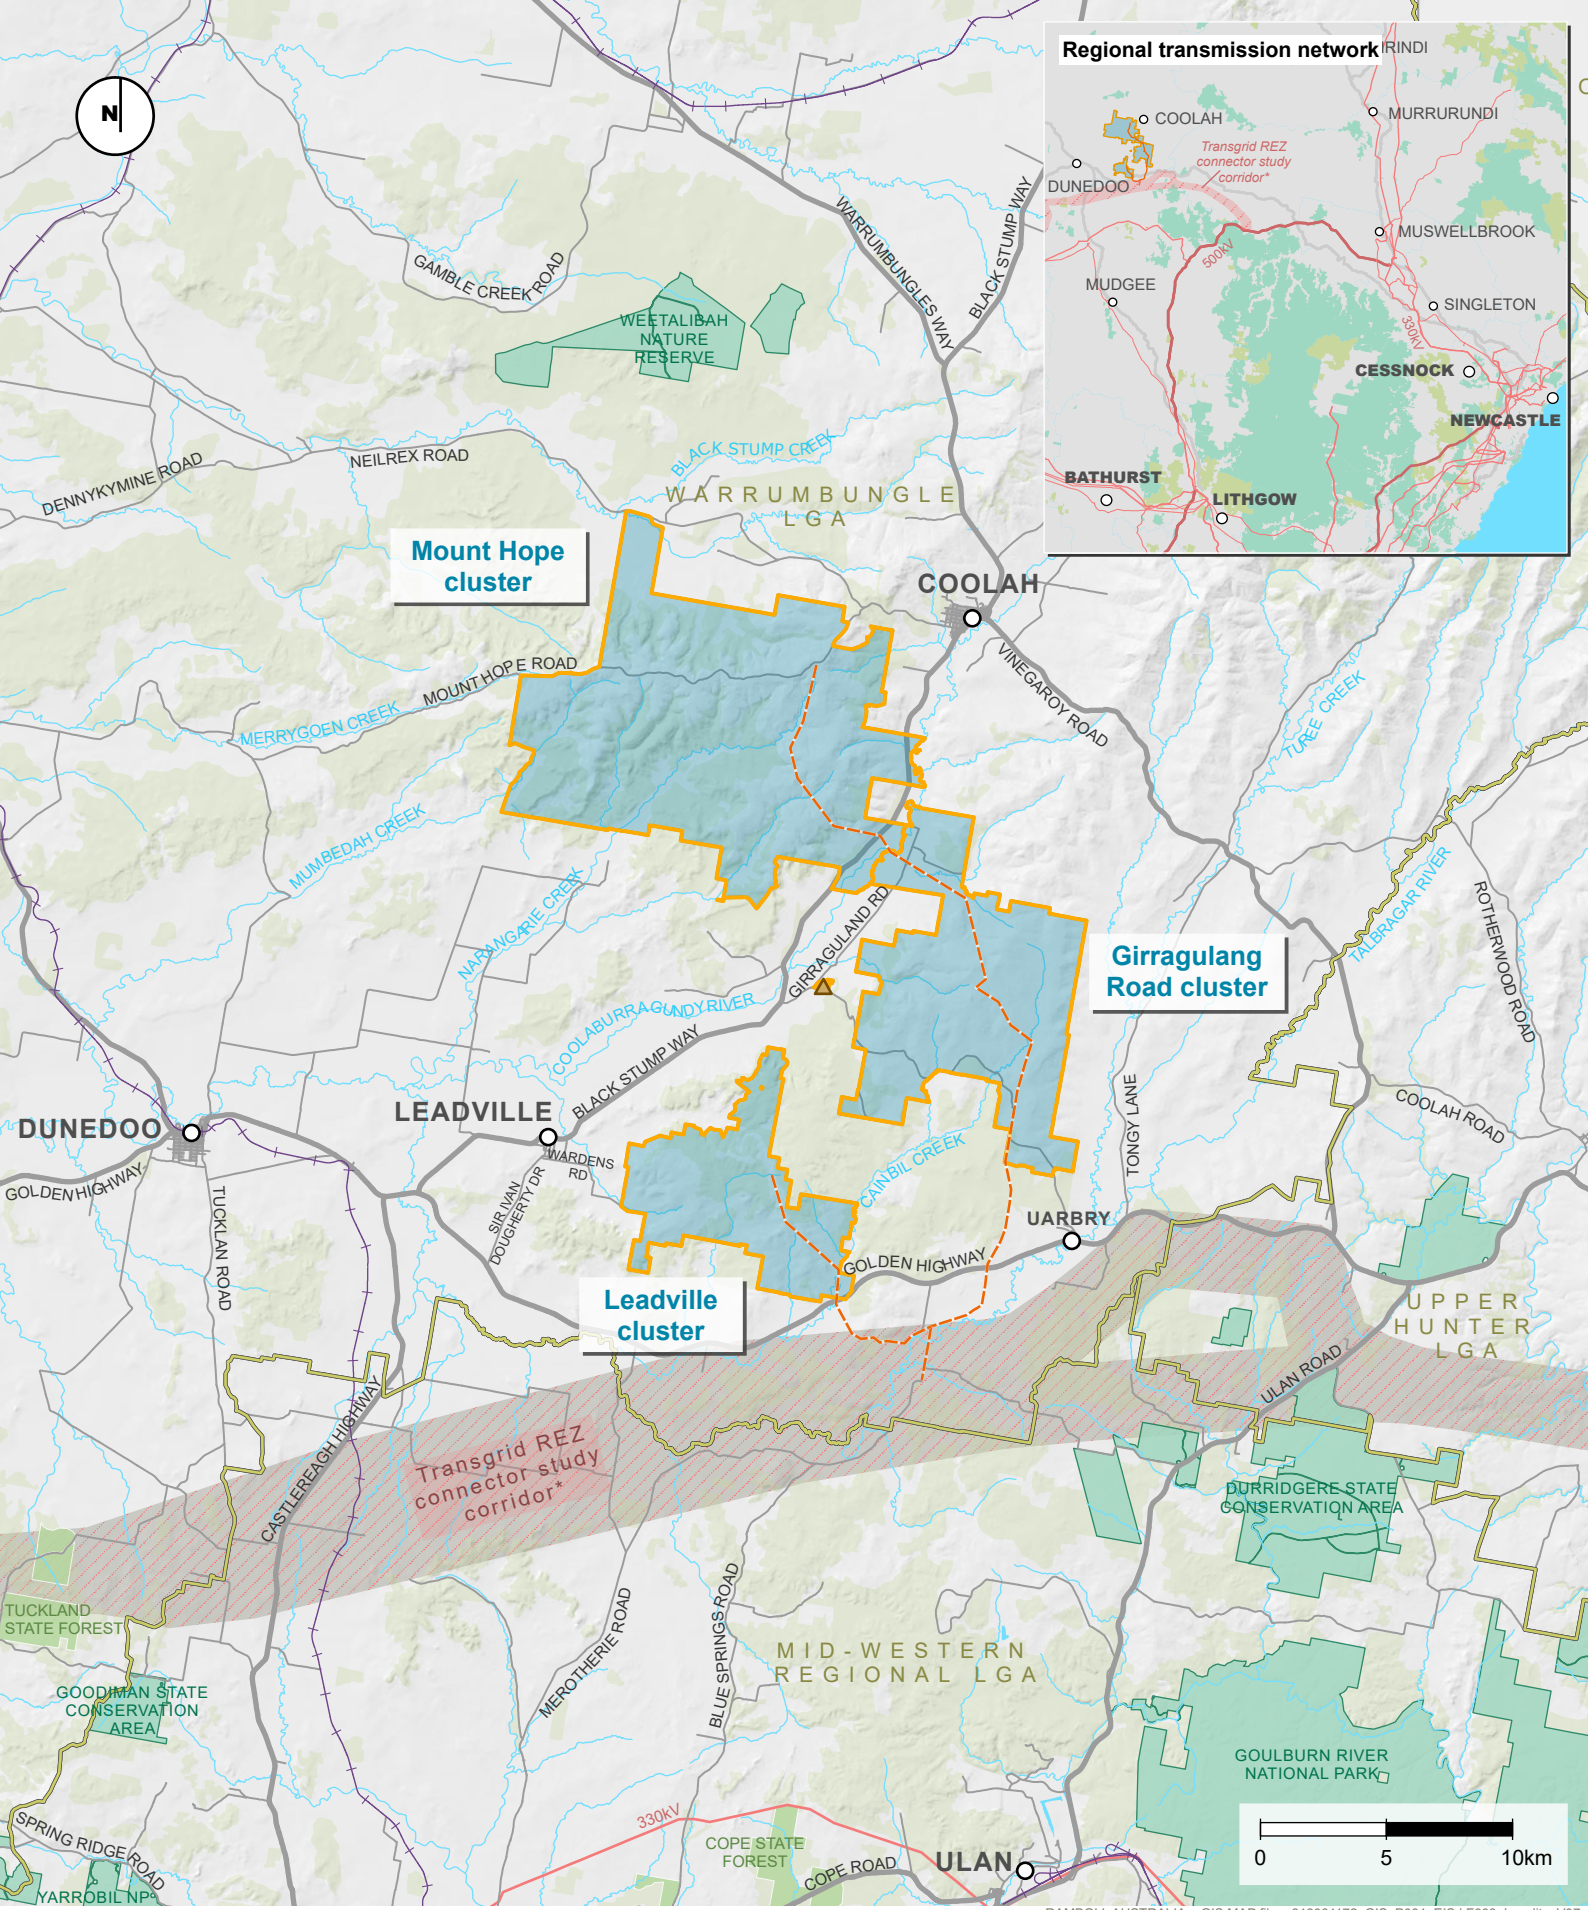 N
Regional transmission network
IRINDI
MURRURUNDI
COOLAH
Transgrid REZ
connector study
corridor*
DUNEDOO
MUSWELLBROOK
500kV
MUDGEE
SINGLETON
330kV
CESSNOCK
NEWCASTLE
BATHURST
LITHGOW
WARRUMBUNGLES WAY
BLACK STUMP WAY
GAMBLE CREEK ROAD
WEETALIBAH
NATURE
RESERVE
BLACK STUMP CREEK
NEILREX ROAD
DENNYKYMINE ROAD
WARRUMBUNGLE
LGA
Mount Hope
cluster
COOLAH
MOUNT HOPE ROAD
VINEGAROY ROAD
MERRYGOEN CREEK
TUREE CREEK
MUMBEDAH CREEK
NARANGARIE CREEK
GIRRAGULAND RD
TALBRAGAR RIVER
ROTHERWOOD ROAD
Girragulang
Road cluster
COOLABURRAGUNDY RIVER
BLACK STUMP WAY
LEADVILLE
DUNEDOO
COOLAH ROAD
TONGY LANE
WARDENS
RD
CAINBIL CREEK
GOLDEN HIGHWAY
SIR IVAN
DOUGHERTY DR
TUCKLAN ROAD
UARBRY
GOLDEN HIGHWAY
Leadville
cluster
UPPER
HUNTER
LGA
ULAN ROAD
CASTLEREAGH HIGHWAY
Transgrid REZ
connector study
corridor*
DURRIDGERE STATE
CONSERVATION AREA
TUCKLAND
STATE FOREST
MEROTHERIE ROAD
BLUE SPRINGS ROAD
MID-WESTERN
REGIONAL LGA
GOODIMAN STATE
CONSERVATION
AREA
GOULBURN RIVER
NATIONAL PARK
330kV
SPRING RIDGE ROAD
COPE STATE
FOREST
COPE ROAD
ULAN
YARROBIL NP
0 5 10km